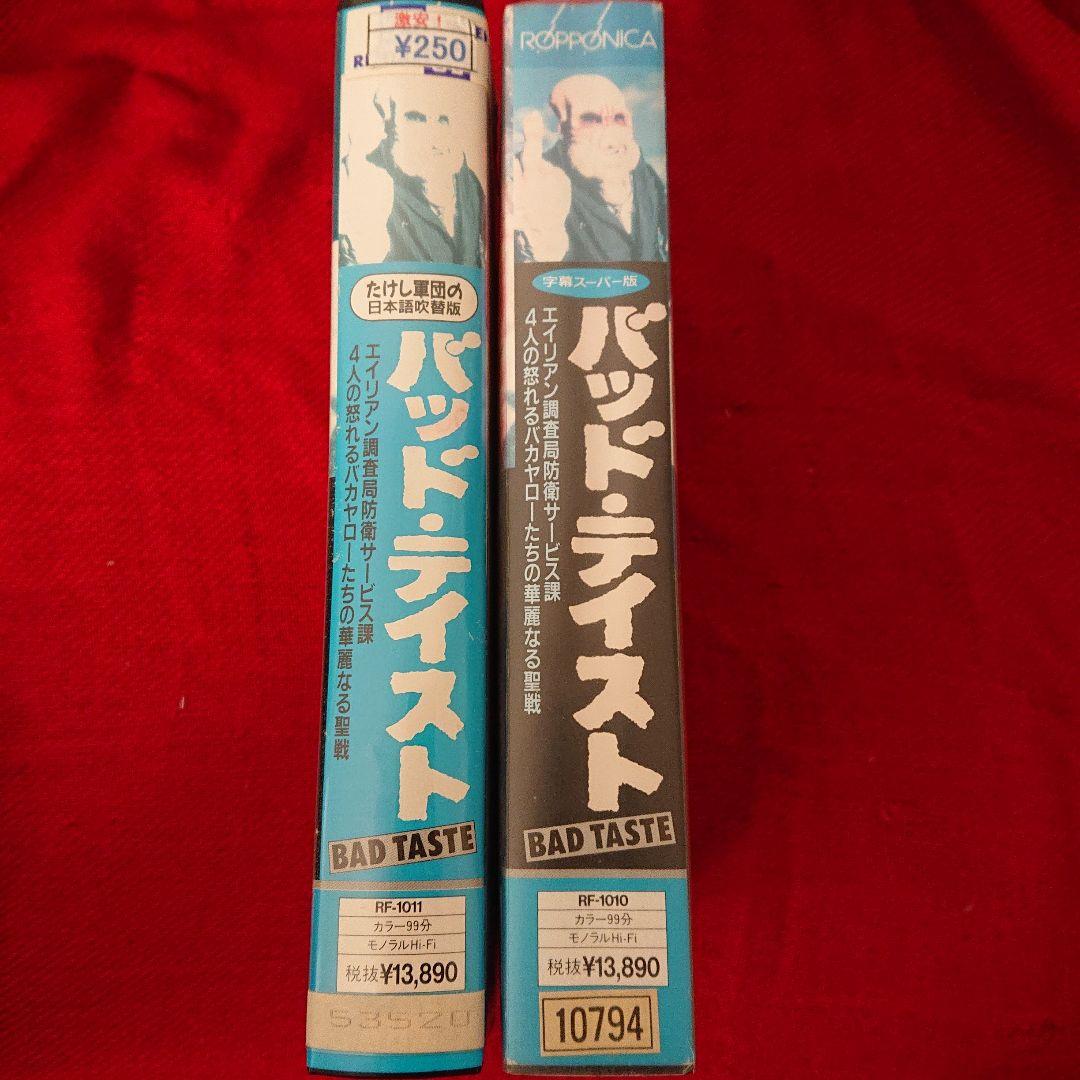 激安!
¥250
たけし軍団の
日本語吹替版
バッド・テイスト
エイリアン調査局防衛サービス課
4人の怒れるバカヤローたちの華麗なる聖戦
BAD TASTE
RF-1011
カラー99分
モノラルHi-Fi
税抜¥13,890
53520
ROPPONICA
字幕スーパー版
バッド・テイスト
エイリアン調査局防衛サービス課
4人の怒れるバカヤローたちの華麗なる聖戦
BAD TASTE
RF-1010
カラー99分
モノラルHi-Fi
税抜¥13,890
10794